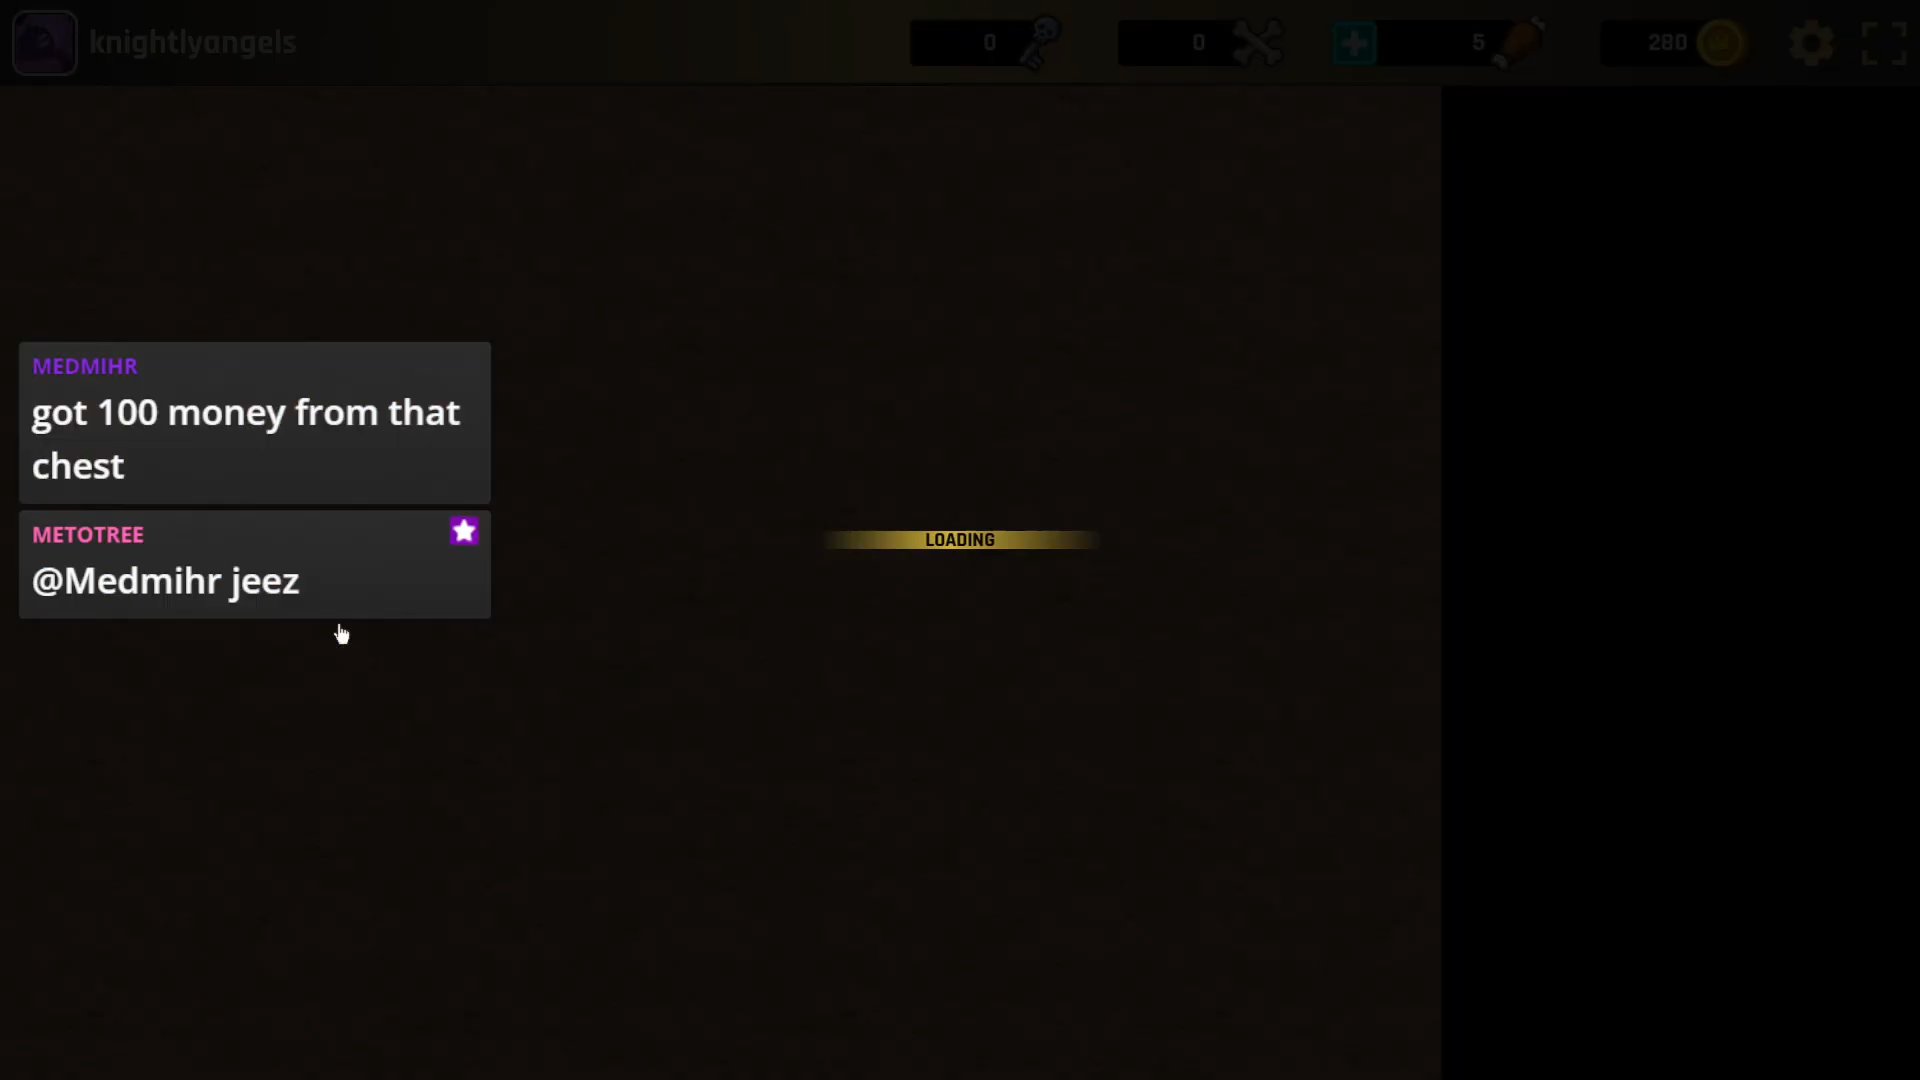 knightlyangels
0
0
5
280
MEDMIHR
got 100 money from that
chest
METOTREE
@Medmihr jeez
LOADING